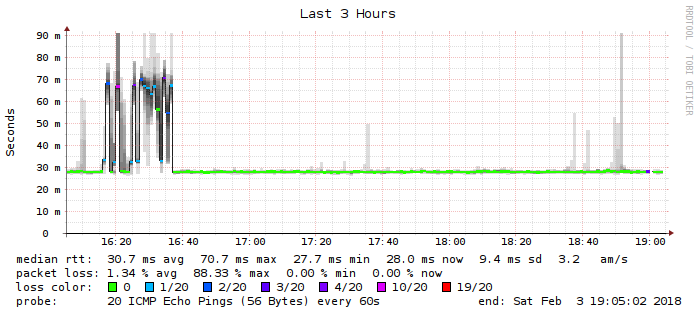 Last 3 Hours
RRDTOOL / TOBI OETIKER
Seconds
90 m
80 m
70 m
60 m
50 m
40 m
30 m
20 m
10 m
0
16:20 16:40 17:00 17:20 17:40 18:00 18:20 18:40 19:00
median rtt: 30.7 ms avg 70.7 ms max 27.7 ms min 28.0 ms now 9.4 ms sd 3.2 am/s
packet loss: 1.34 % avg 88.33 % max 0.00 % min 0.00 % now
loss color: 0 1/20 2/20 3/20 4/20 10/20 19/20
probe: 20 ICMP Echo Pings (56 Bytes) every 60s end: Sat Feb 3 19:05:02 2018